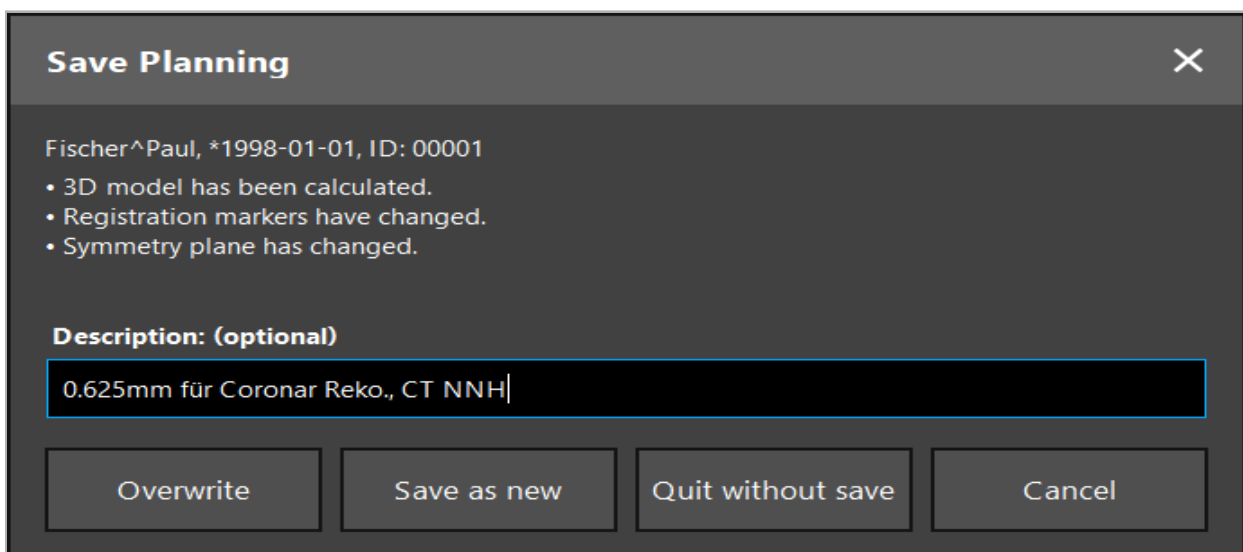 Save Planning
Fischer^Paul, *1998-01-01, ID: 00001
• 3D model has been calculated.
• Registration markers have changed.
• Symmetry plane has changed.
Description: (optional)
0.625mm für Coronar Reko., CT NNH
Overwrite Save as new Quit without save Cancel